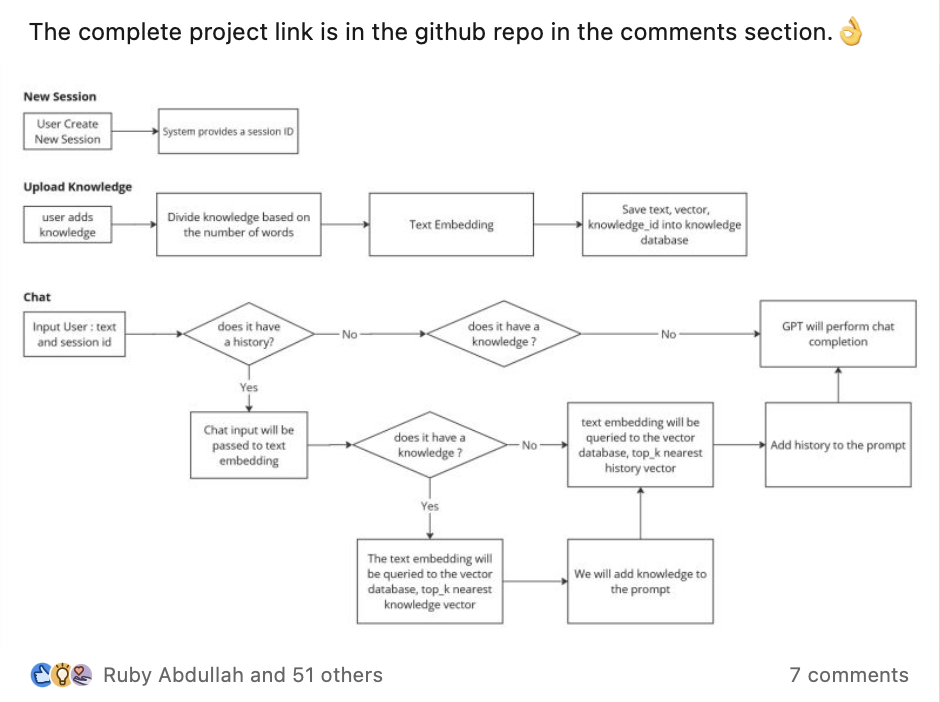 The complete project link is in the github repo in the comments section. 👌
New Session
User Create
New Session
System provides a session ID
Upload Knowledge
user adds
knowledge
Divide knowledge based on
the number of words
Text Embedding
Save text, vector,
knowledge_id into knowledge
database
Chat
Input User : text
and session id
does it have
a history?
No
does it have a
knowledge ?
No
GPT will perform chat
completion
Yes
Chat input will be
passed to text
embedding
does it have a
knowledge ?
No
text embedding will be
queried to the vector
database, top_k nearest
history vector
Add history to the prompt
Yes
The text embedding will
be queried to the vector
database, top_k nearest
knowledge vector
We will add knowledge to
the prompt
Ruby Abdullah and 51 others
7 comments